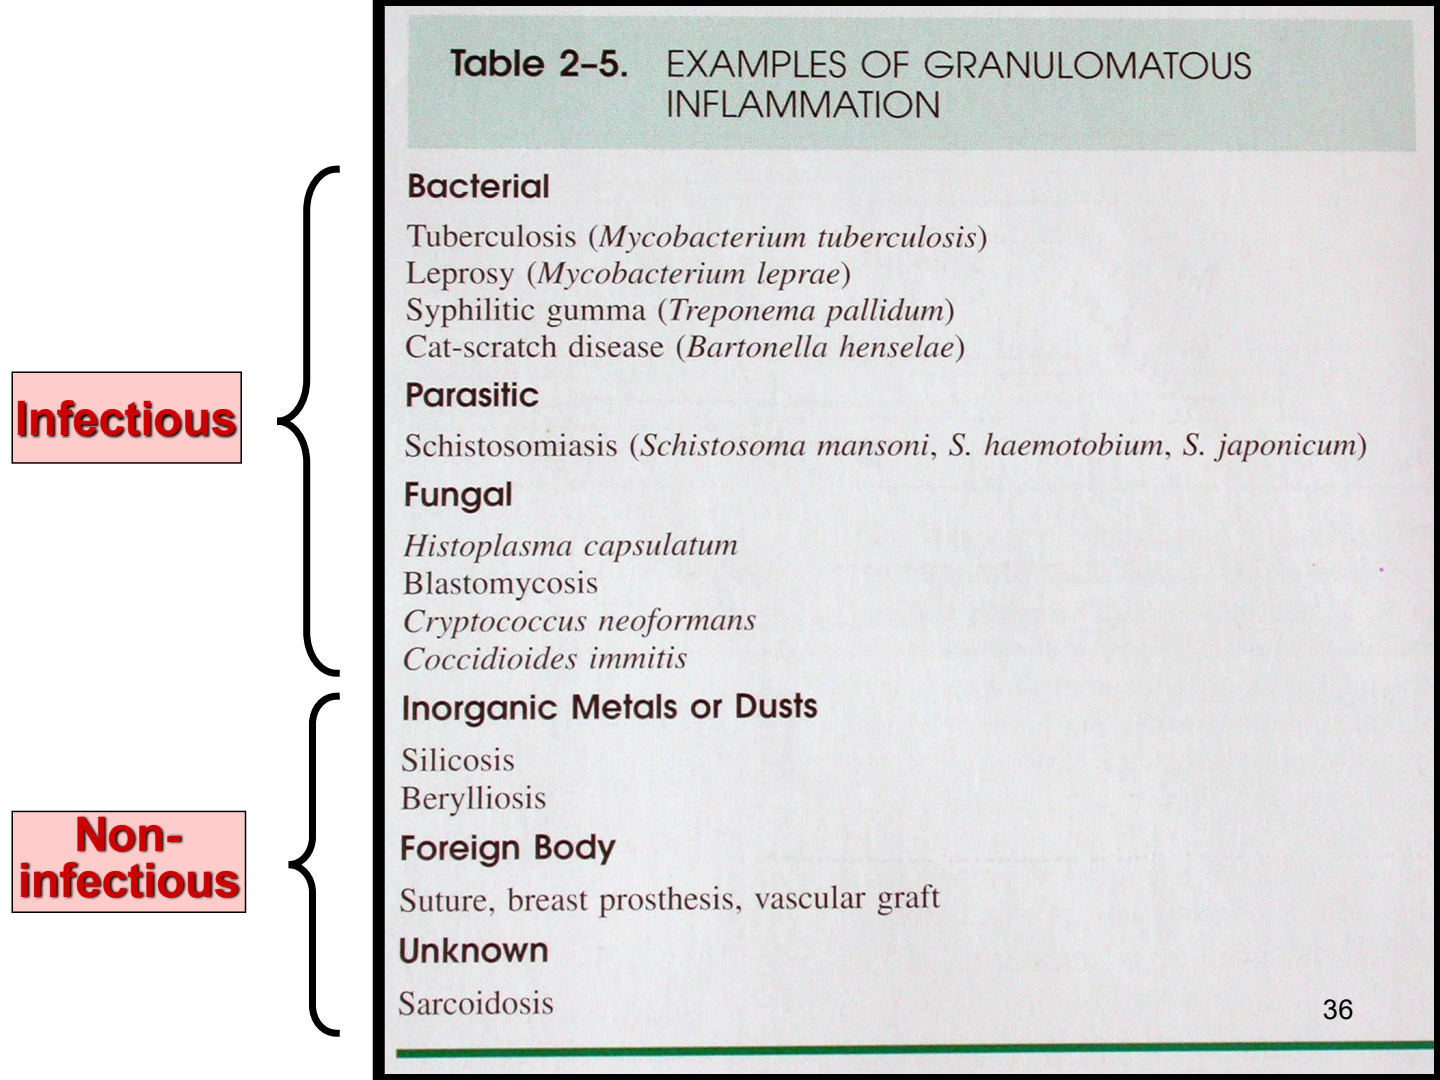 Table 2–5. EXAMPLES OF GRANULOMATOUS
INFLAMMATION
Infectious
Bacterial
Tuberculosis (Mycobacterium tuberculosis)
Leprosy (Mycobacterium leprae)
Syphilitic gumma (Treponema pallidum)
Cat-scratch disease (Bartonella henselae)
Parasitic
Schistosomiasis (Schistosoma mansoni, S. haemotobium, S. japonicum)
Fungal
Histoplasma capsulatum
Blastomycosis
Cryptococcus neoformans
Coccidioides immitis
Non-
infectious
Inorganic Metals or Dusts
Silicosis
Berylliosis
Foreign Body
Suture, breast prosthesis, vascular graft
Unknown
Sarcoidosis
36